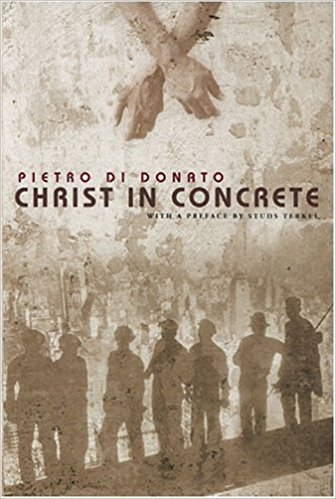 PIETRO DI DONATO
CHRIST IN CONCRETE
WITH A PREFACE BY STUDS TERKEL